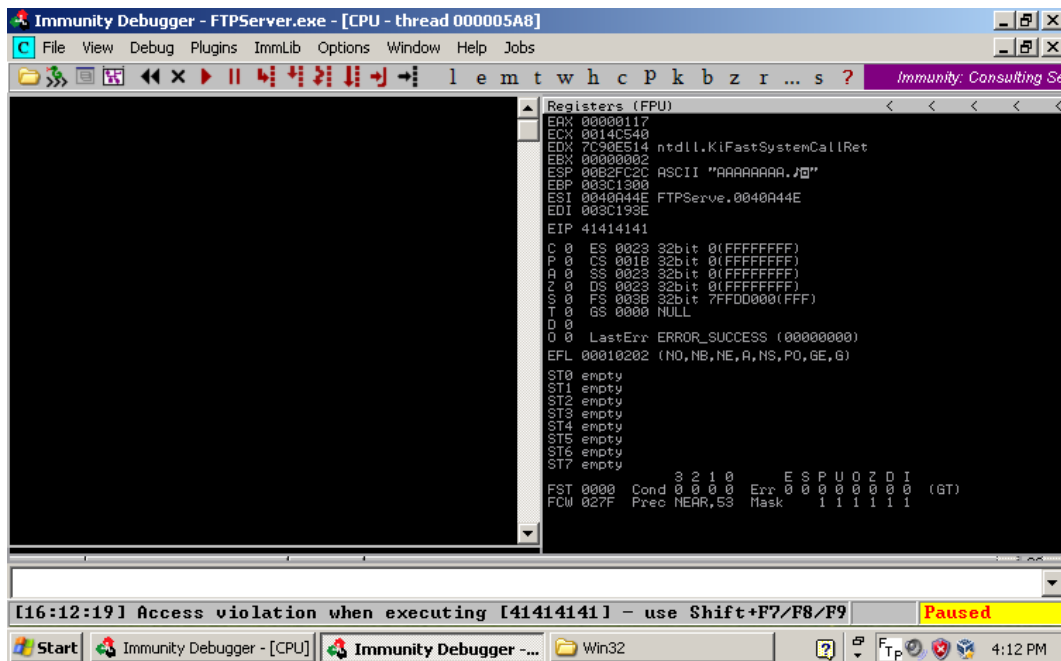 Immunity Debugger - FTPServer.exe - [CPU - thread 000005A8]
C File View Debug Plugins ImmLib Options Window Help Jobs
l e m t w h c P k b z r ... s ? Immunity: Consulting Se
Registers (FPU) < < < < <
EAX 00000117
ECX 0014C540
EDX 7C90E514 ntdll.KiFastSystemCallRet
EBX 00000002
ESP 00B2FC2C ASCII "AAAAAAAA.♪◙"
EBP 003C1300
ESI 0040A44E FTPServe.0040A44E
EDI 003C193E
EIP 41414141
C 0 ES 0023 32bit 0(FFFFFFFF)
P 0 CS 001B 32bit 0(FFFFFFFF)
A 0 SS 0023 32bit 0(FFFFFFFF)
Z 0 DS 0023 32bit 0(FFFFFFFF)
S 0 FS 003B 32bit 7FFDD000(FFF)
T 0 GS 0000 NULL
D 0
O 0 LastErr ERROR_SUCCESS (00000000)
EFL 00010202 (NO,NB,NE,A,NS,PO,GE,G)
ST0 empty
ST1 empty
ST2 empty
ST3 empty
ST4 empty
ST5 empty
ST6 empty
ST7 empty
3 2 1 0 E S P U O Z D I
FST 0000 Cond 0 0 0 0 Err 0 0 0 0 0 0 0 0 (GT)
FCW 027F Prec NEAR,53 Mask 1 1 1 1 1 1
[16:12:19] Access violation when executing [41414141] - use Shift+F7/F8/F9 Paused
Start Immunity Debugger - [CPU] Immunity Debugger -... Win32 FTP 4:12 PM